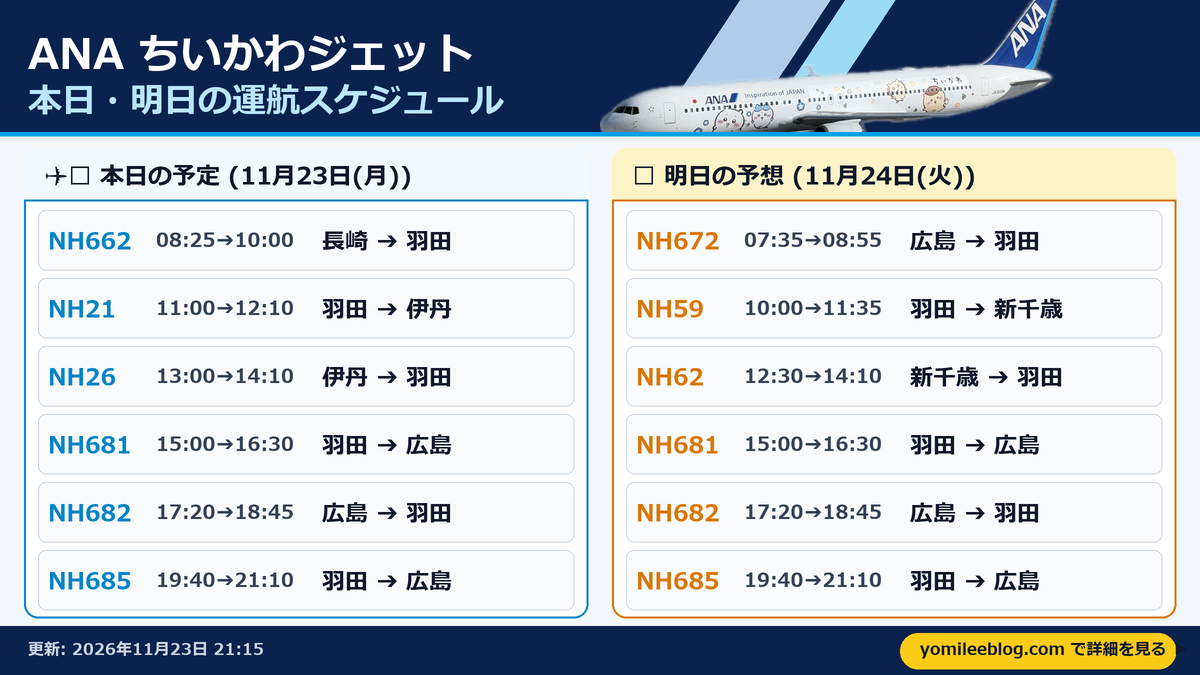 ANA ちいかわジェット
本日・明日の運航スケジュール
ANA Inspiration of JAPAN
ちいかわ
ANA
✈□ 本日の予定 (11月23日(月))
NH662 08:25→10:00 長崎 → 羽田
NH21 11:00→12:10 羽田 → 伊丹
NH26 13:00→14:10 伊丹 → 羽田
NH681 15:00→16:30 羽田 → 広島
NH682 17:20→18:45 広島 → 羽田
NH685 19:40→21:10 羽田 → 広島
□ 明日の予想 (11月24日(火))
NH672 07:35→08:55 広島 → 羽田
NH59 10:00→11:35 羽田 → 新千歳
NH62 12:30→14:10 新千歳 → 羽田
NH681 15:00→16:30 羽田 → 広島
NH682 17:20→18:45 広島 → 羽田
NH685 19:40→21:10 羽田 → 広島
更新: 2026年11月23日 21:15
yomileeblog.com で詳細を見る